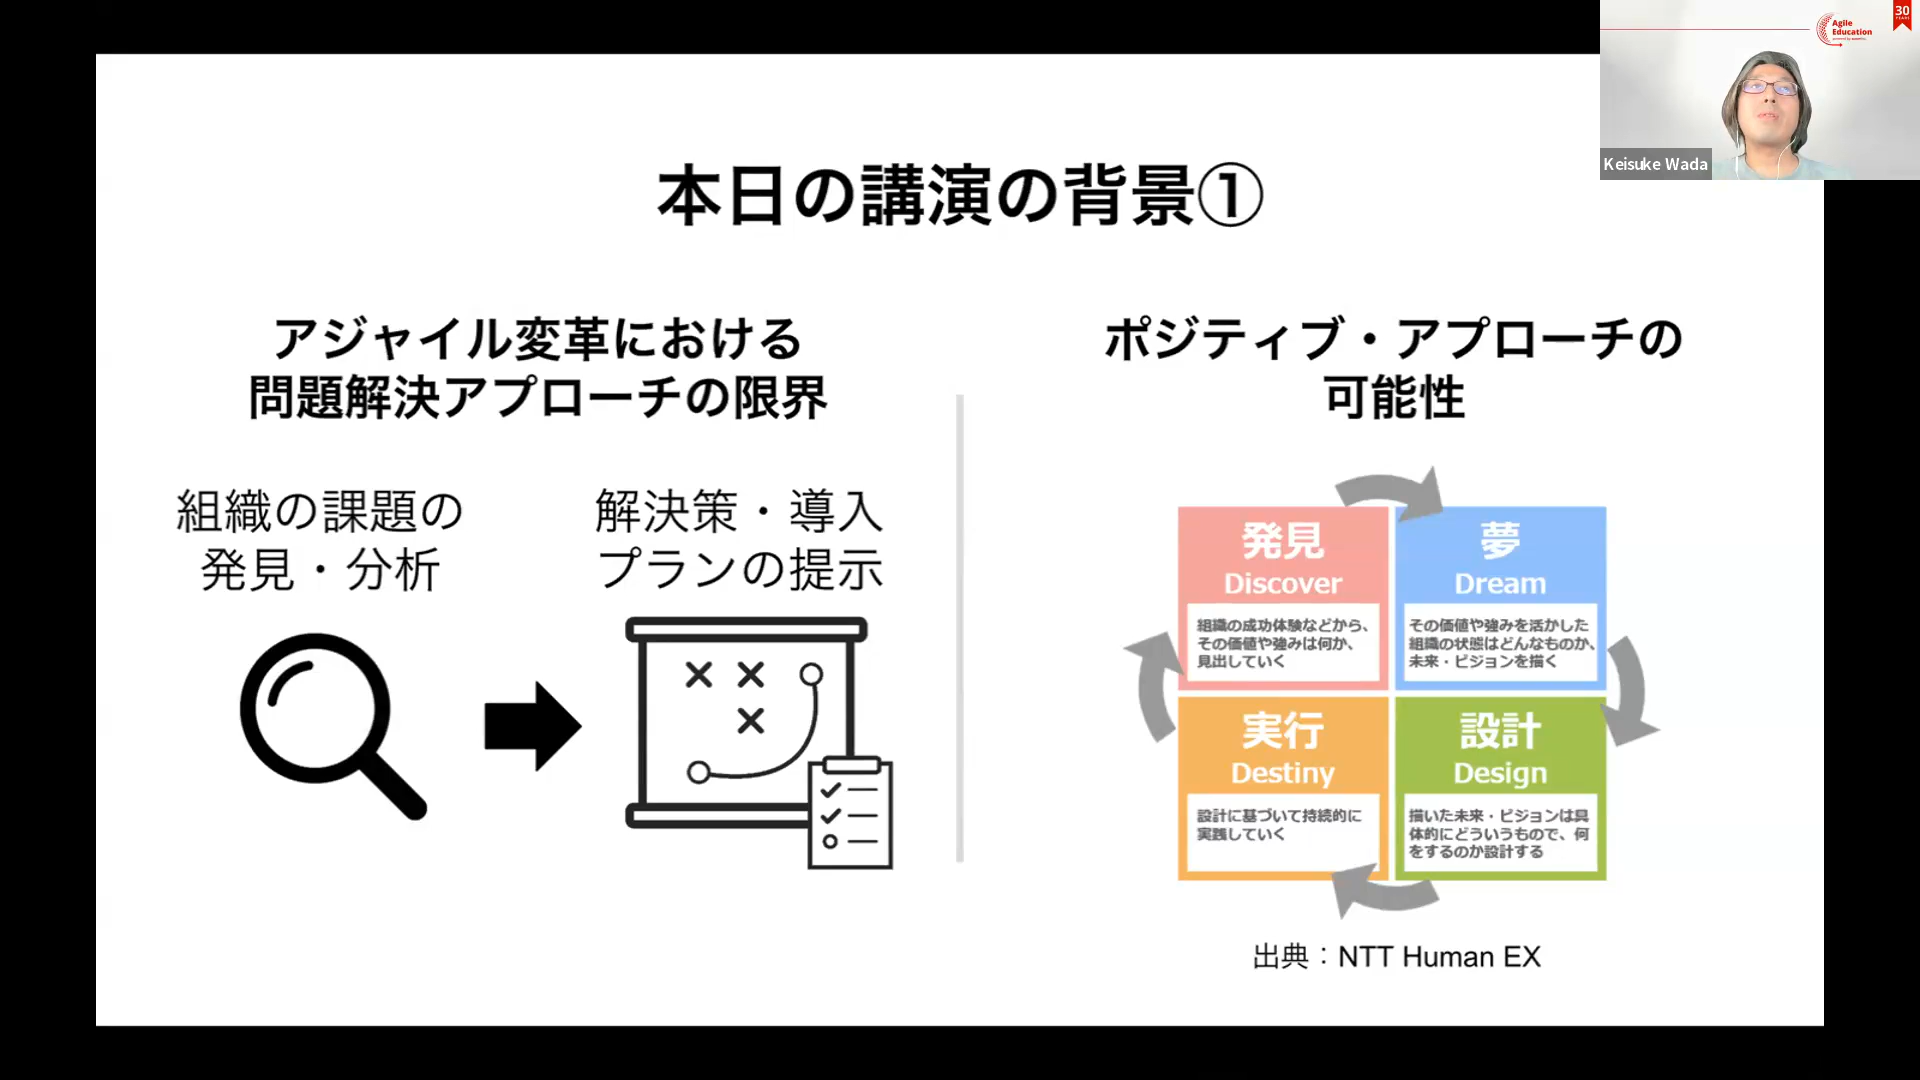 本日の講演の背景①
アジャイル変革における
問題解決アプローチの限界
組織の課題の
発見・分析
解決策・導入
プランの提示
ポジティブ・アプローチの
可能性
発見
Discover
組織の成功体験などから、
その価値や強みは何か、
見出していく
夢
Dream
その価値や強みを活かした
組織の状態はどんなものか、
未来・ビジョンを描く
実行
Destiny
設計に基づいて持続的に
実践していく
設計
Design
描いた未来・ビジョンは具
体的にどういうもので、何
をするのか設計する
出典：NTT Human EX
Agile
Education
30
YEARS
Keisuke Wada